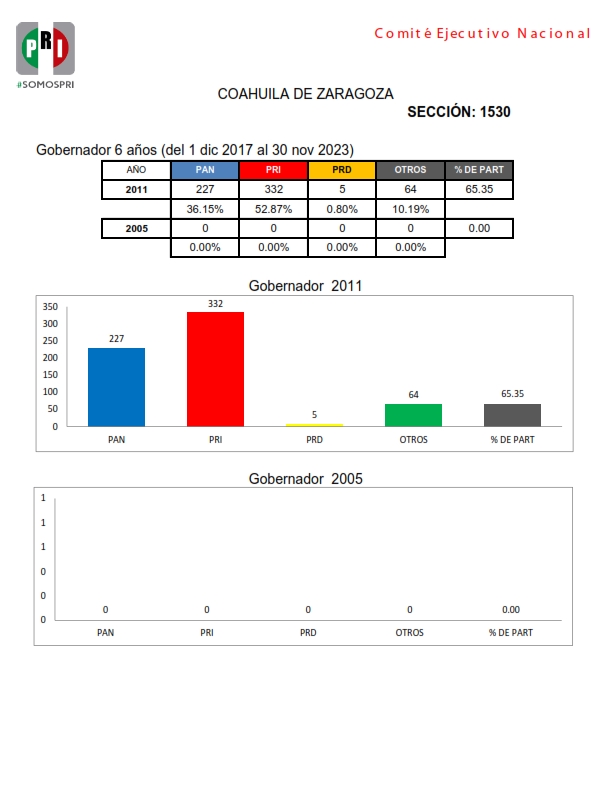 PRI
#SOMOSPRI
Comité Ejecutivo Nacional
COAHUILA DE ZARAGOZA
SECCIÓN: 1530
Gobernador 6 años (del 1 dic 2017 al 30 nov 2023)
AÑO PAN PRI PRD OTROS % DE PART
2011 227 332 5 64 65.35
36.15% 52.87% 0.80% 10.19%
2005 0 0 0 0 0.00
0.00% 0.00% 0.00% 0.00%
Gobernador 2011
350
300
250
200
150
100
50
0
227 332 5 64 65.35
PAN PRI PRD OTROS % DE PART
Gobernador 2005
1
1
1
0
0
0
0 0 0 0 0.00
PAN PRI PRD OTROS % DE PART